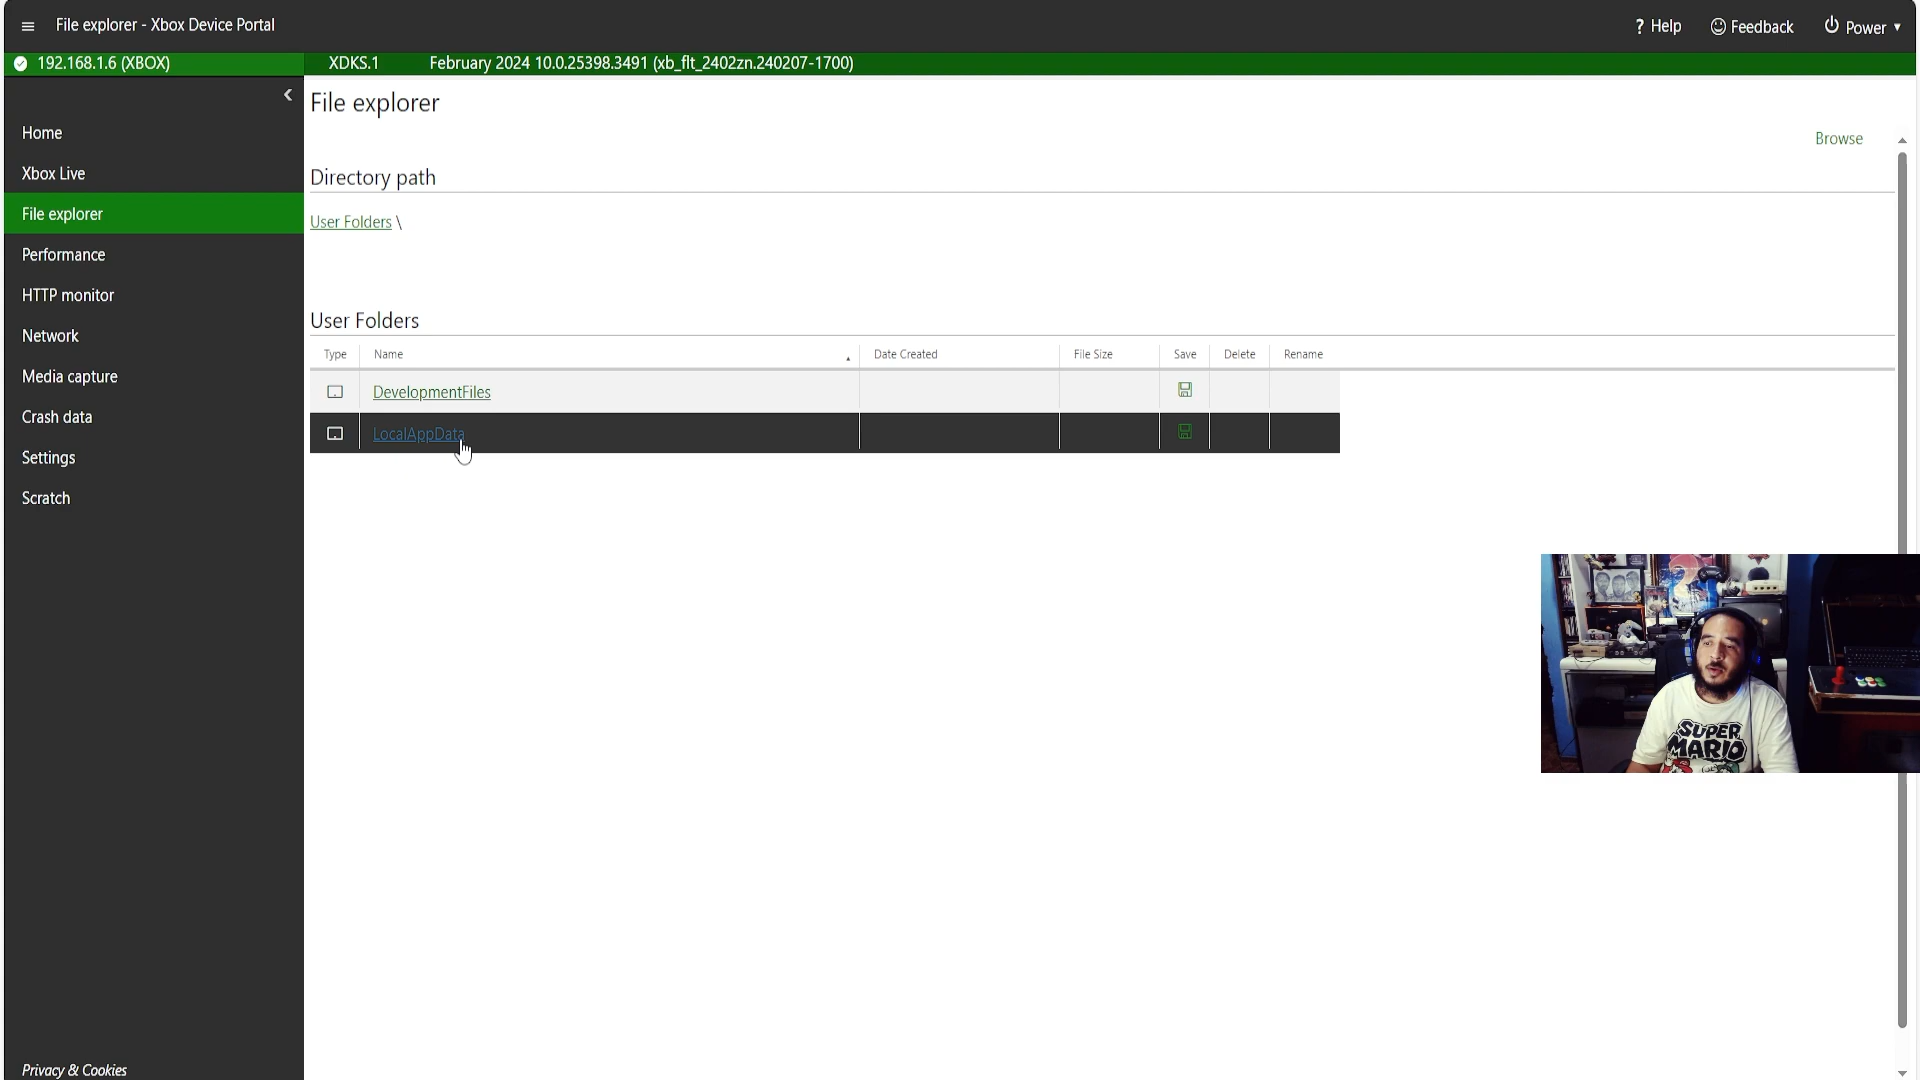 File explorer - Xbox Device Portal
? Help
Feedback
Power
192.168.1.6 (XBOX)
XDKS.1
February 2024 10.0.25398.3491 (xb_flt_2402zn.240207-1700)
Home
Xbox Live
File explorer
Performance
HTTP monitor
Network
Media capture
Crash data
Settings
Scratch
Privacy & Cookies
File explorer
Browse
Directory path
User Folders \
User Folders
Type Name Date Created File Size Save Delete Rename
DevelopmentFiles
LocalAppData
SUPER
MARIO